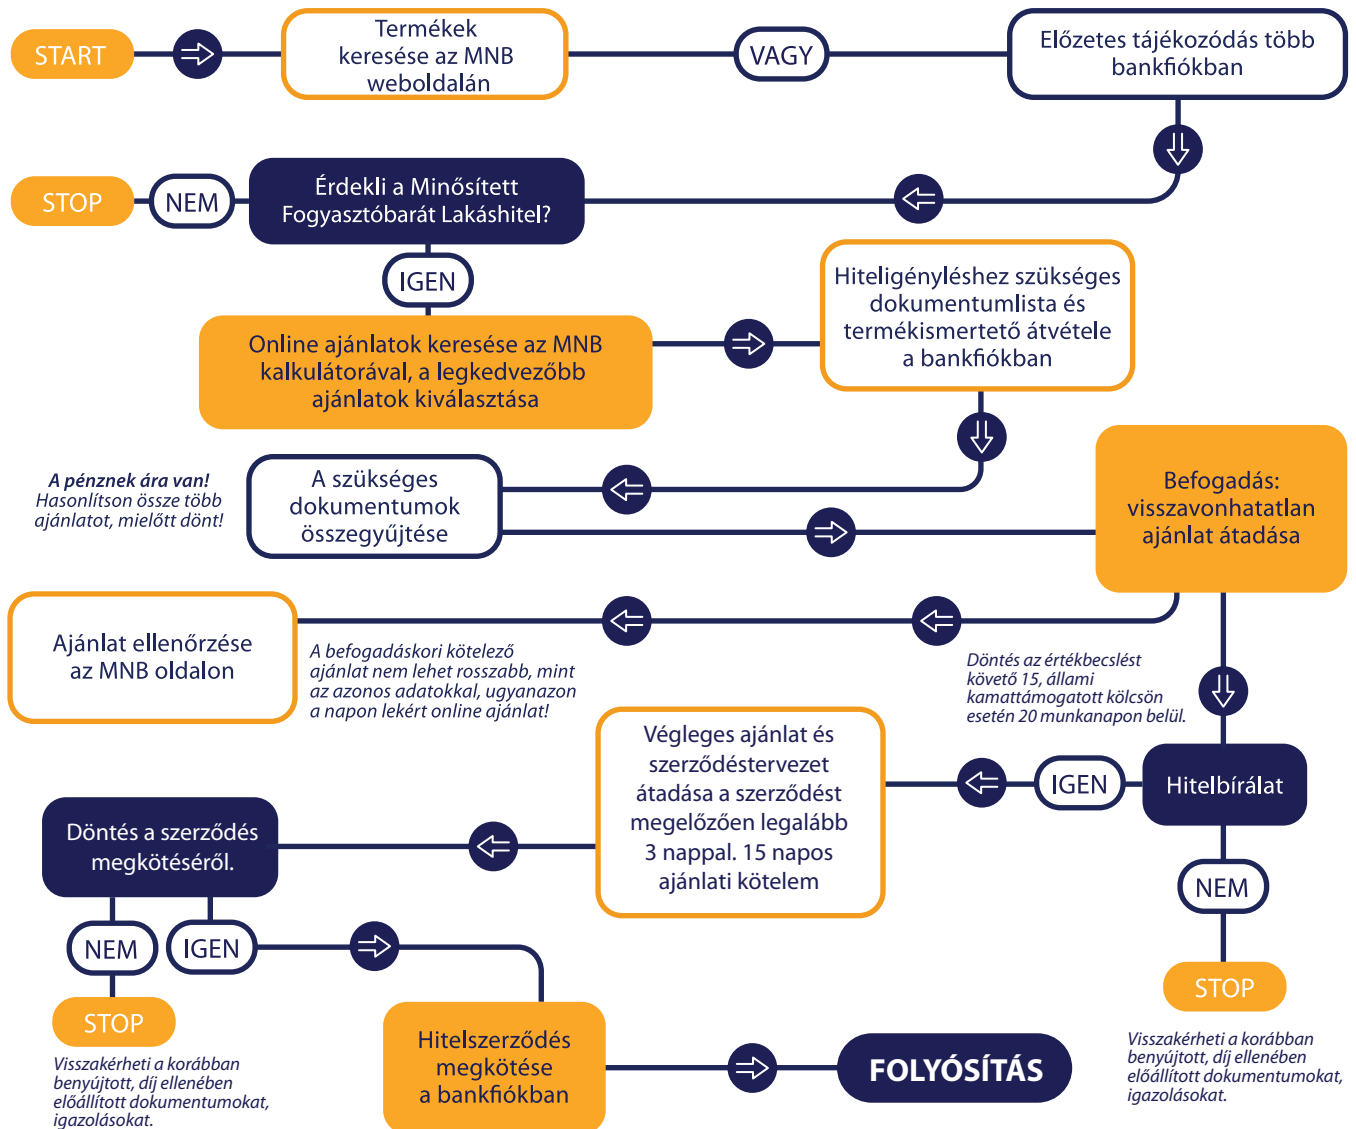 START
Termékek
keresése az MNB
weboldalán
VAGY
Előzetes tájékozódás több
bankfiókban
STOP
NEM
Érdekli a Minősített
Fogyasztóbarát Lakáshitel?
IGEN
Online ajánlatok keresése az MNB
kalkulátorával, a legkedvezőbb
ajánlatok kiválasztása
Hiteligényléshez szükséges
dokumentumlista és
termékismertető átvétele
a bankfiókban
A pénznek ára van!
Hasonlítson össze több
ajánlatot, mielőtt dönt!
A szükséges
dokumentumok
összegyűjtése
Befogadás:
visszavonhatatlan
ajánlat átadása
Ajánlat ellenőrzése
az MNB oldalon
A befogadáskori kötelező
ajánlat nem lehet rosszabb, mint
az azonos adatokkal, ugyanazon
a napon lekért online ajánlat!
Döntés az értékbecslést
követő 15, állami
kamattámogatott kölcsön
esetén 20 munkanapon belül.
Hitelbírálat
IGEN
Végleges ajánlat és
szerződéstervezet
átadása a szerződést
megelőzően legalább
3 nappal. 15 napos
ajánlati kötelem
NEM
STOP
Visszakérheti a korábban
benyújtott, díj ellenében
előállított dokumentumokat,
igazolásokat.
Döntés a szerződés
megkötéséről.
NEM
IGEN
STOP
Visszakérheti a korábban
benyújtott, díj ellenében
előállított dokumentumokat,
igazolásokat.
Hitelszerződés
megkötése
a bankfiókban
FOLYÓSÍTÁS